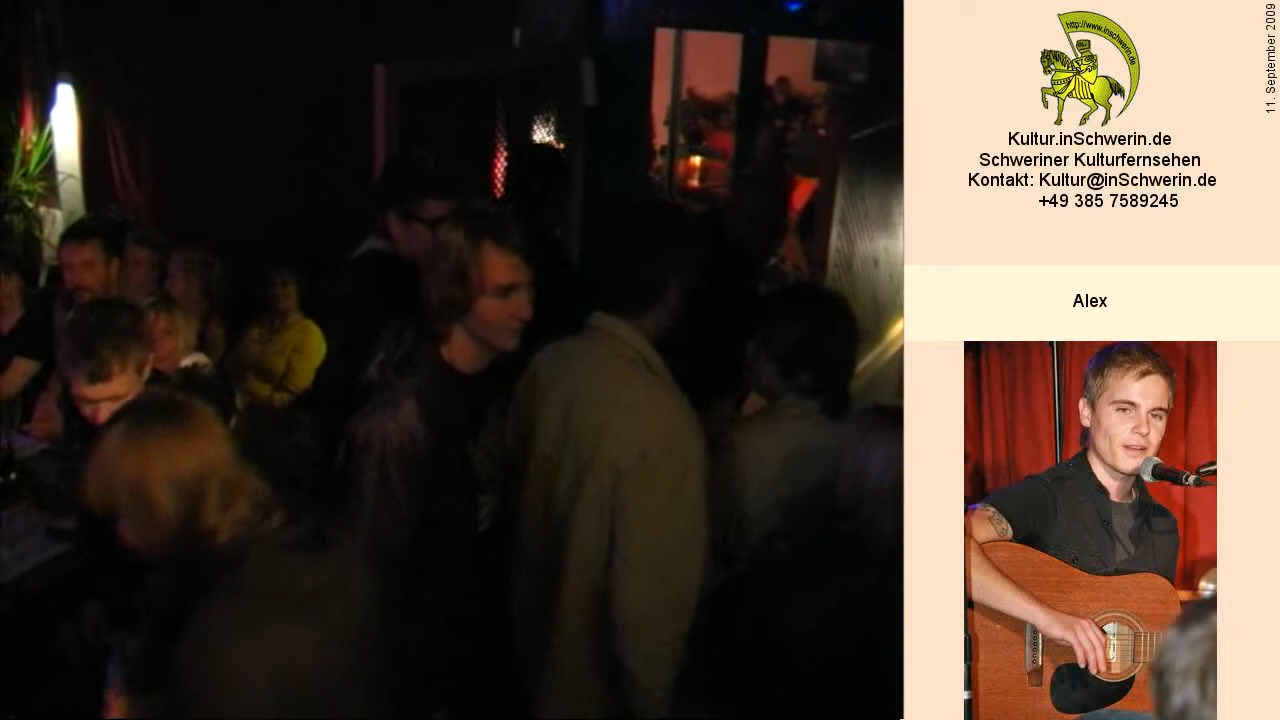 http://www.inschwerin.de
11. September 2009
Kultur.inSchwerin.de
Schweriner Kulturfernsehen
Kontakt: Kultur@inSchwerin.de
+49 385 7589245
Alex